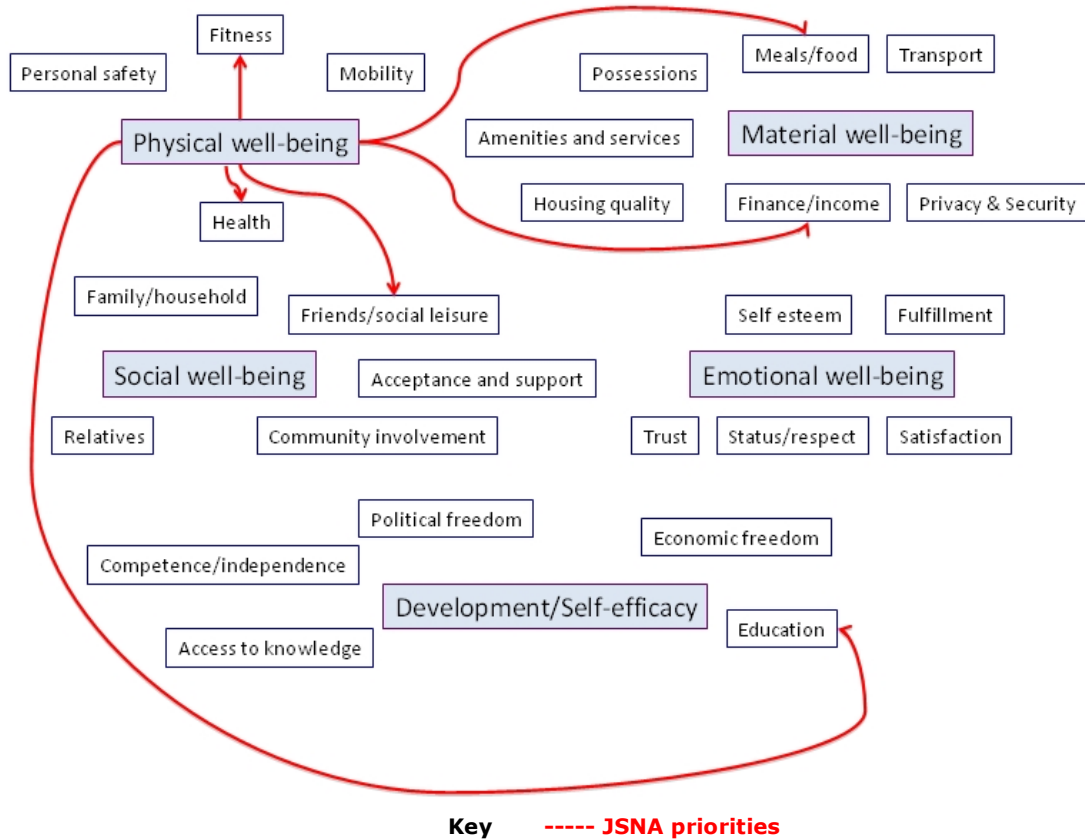 Fitness
Personal safety
Mobility
Possessions
Meals/food
Transport
Physical well-being
Amenities and services
Material well-being
Health
Housing quality
Finance/income
Privacy & Security
Family/household
Friends/social leisure
Self esteem
Fulfillment
Social well-being
Acceptance and support
Emotional well-being
Relatives
Community involvement
Trust
Status/respect
Satisfaction
Political freedom
Economic freedom
Competence/independence
Development/Self-efficacy
Education
Access to knowledge
Key ----- JSNA priorities